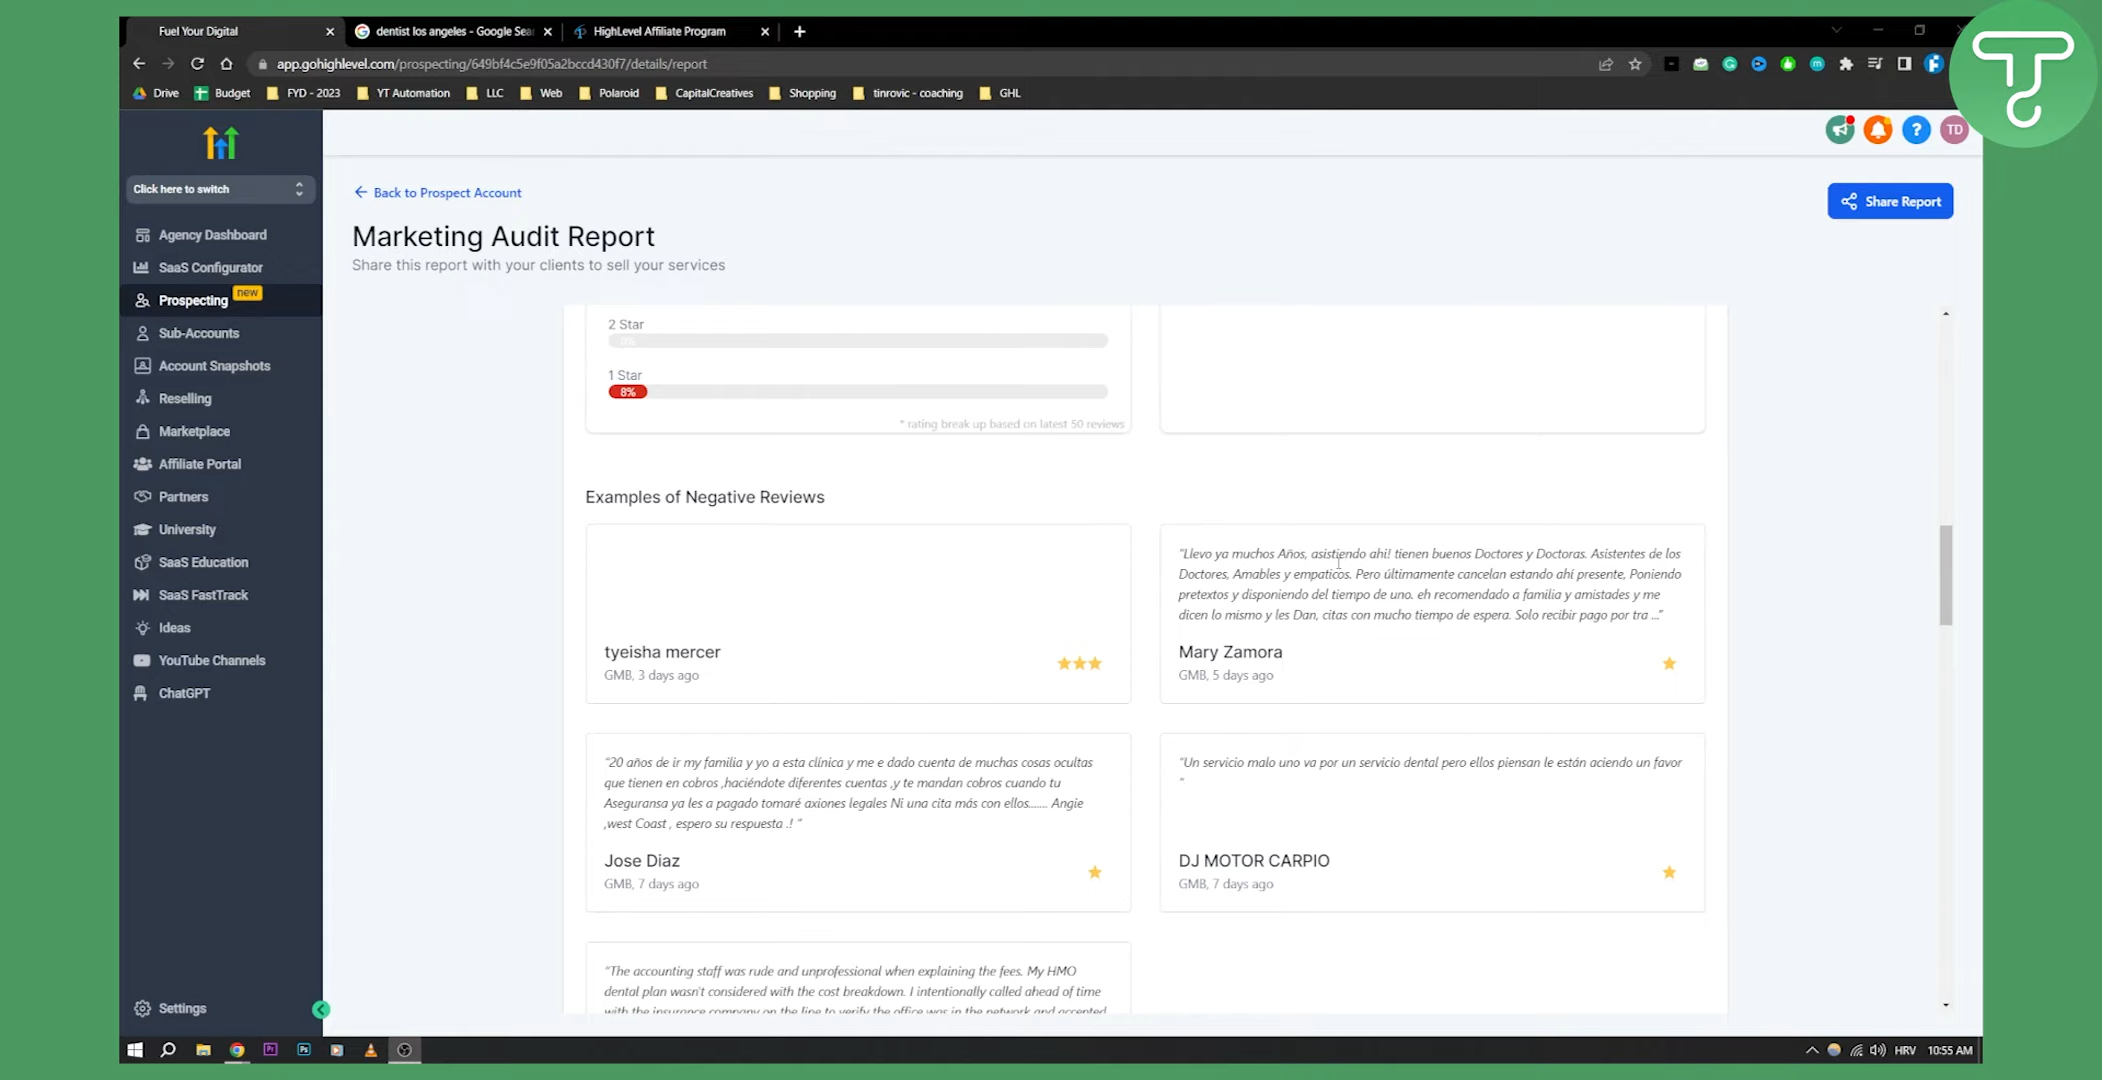 Fuel Your Digital
dentist los angeles - Google Sear
HighLevel Affiliate Program
app.gohighlevel.com/prospecting/649bf4c5e9f05a2bccd430f7/details/report
Drive
Budget
FYD - 2023
YT Automation
LLC
Web
Polaroid
CapitalCreatives
Shopping
tinrovic - coaching
GHL
TD
Click here to switch
Agency Dashboard
SaaS Configurator
Prospecting
new
Sub-Accounts
Account Snapshots
Reselling
Marketplace
Affiliate Portal
Partners
University
SaaS Education
SaaS FastTrack
Ideas
YouTube Channels
ChatGPT
Settings
Back to Prospect Account
Share Report
Marketing Audit Report
Share this report with your clients to sell your services
2 Star
0%
1 Star
8%
* rating break up based on latest 50 reviews
Examples of Negative Reviews
tyeisha mercer
GMB, 3 days ago
"Llevo ya muchos Años, asistiendo ahi! tienen buenos Doctores y Doctoras. Asistentes de los
Doctores, Amables y empaticos. Pero últimamente cancelan estando ahí presente, Poniendo
pretextos y disponiendo del tiempo de uno. eh recomendado a familia y amistades y me
dicen lo mismo y les Dan, citas con mucho tiempo de espera. Solo recibir pago por tra ..."
Mary Zamora
GMB, 5 days ago
"20 años de ir my familia y yo a esta clínica y me e dado cuenta de muchas cosas ocultas
que tienen en cobros ,haciéndote diferentes cuentas ,y te mandan cobros cuando tu
Aseguransa ya les a pagado tomaré axiones legales Ni una cita más con ellos...... Angie
,west Coast , espero su respuesta .! "
Jose Diaz
GMB, 7 days ago
"Un servicio malo uno va por un servicio dental pero ellos piensan le están aciendo un favor
"
DJ MOTOR CARPIO
GMB, 7 days ago
"The accounting staff was rude and unprofessional when explaining the fees. My HMO
dental plan wasn't considered with the cost breakdown. I intentionally called ahead of time
with the insurance company on the line to verify the office was in the network and accepted
HRV
10:55 AM